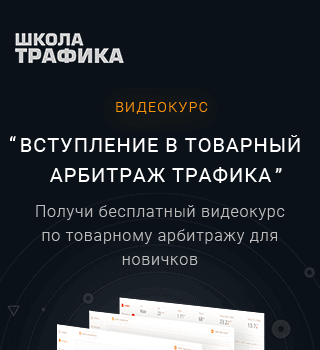 ШКОЛА
ТРАФИКА
ВИДЕОКУРС
“ВСТУПЛЕНИЕ В ТОВАРНЫЙ
АРБИТРАЖ ТРАФИКА”
Получи бесплатный видеокурс
по товарному арбитражу для
новичков